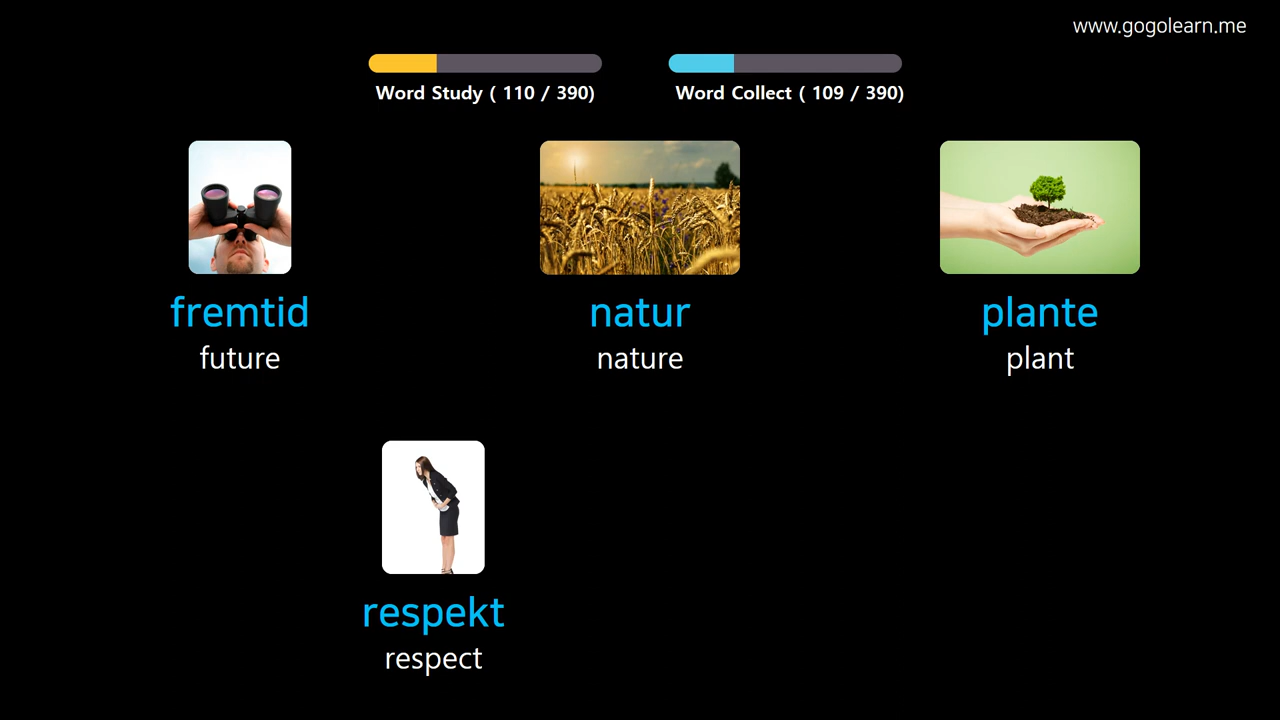 www.gogolearn.me
Word Study ( 110 / 390)
Word Collect ( 109 / 390)
fremtid
future
natur
nature
plante
plant
respekt
respect